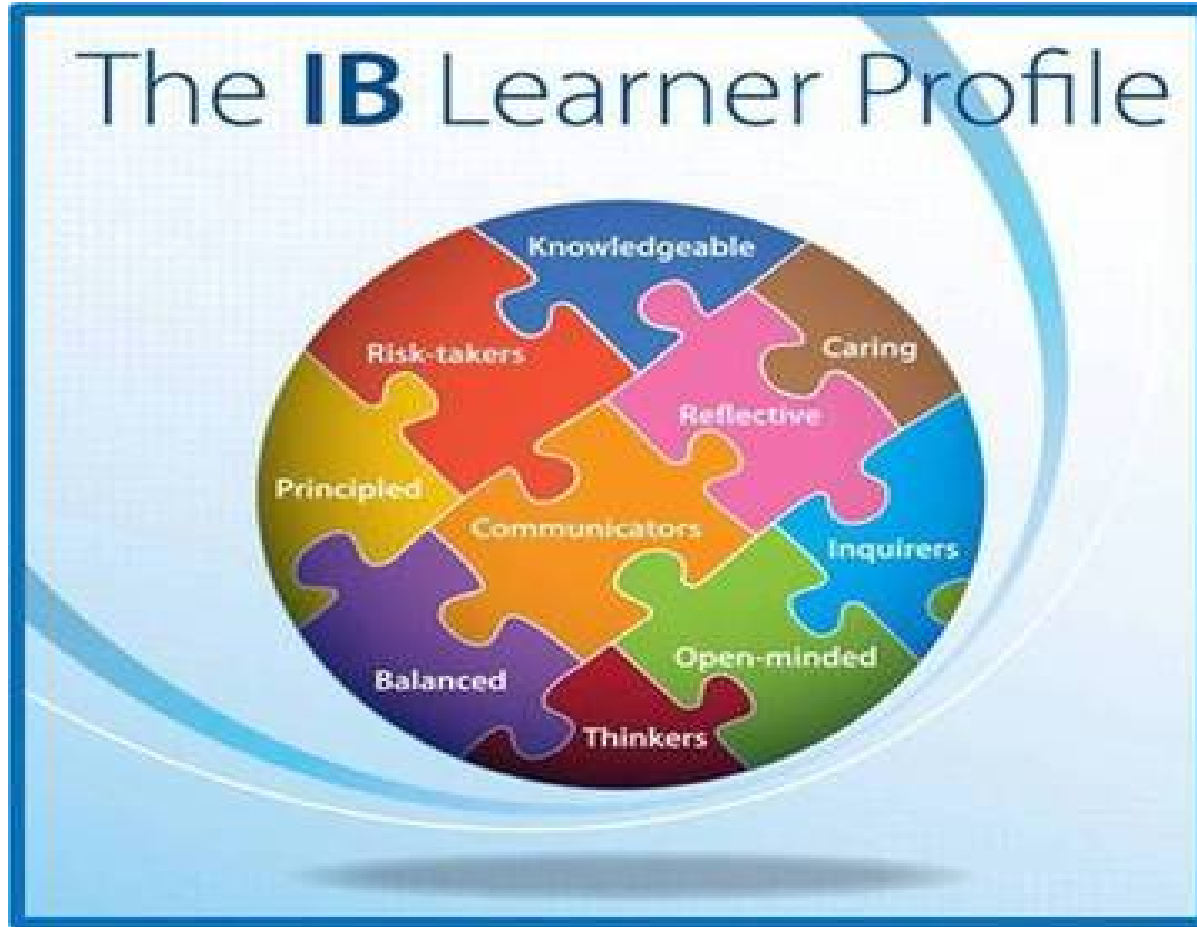 The IB Learner Profile
Knowledgeable
Risk-takers
Caring
Reflective
Principled
Communicators
Inquirers
Open-minded
Balanced
Thinkers